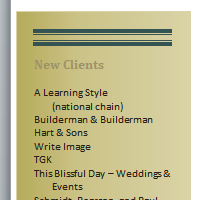 New Clients
A Learning Style
(national chain)
Builderman & Builderman
Hart & Sons
Write Image
TGK
This Blissful Day – Weddings &
Events